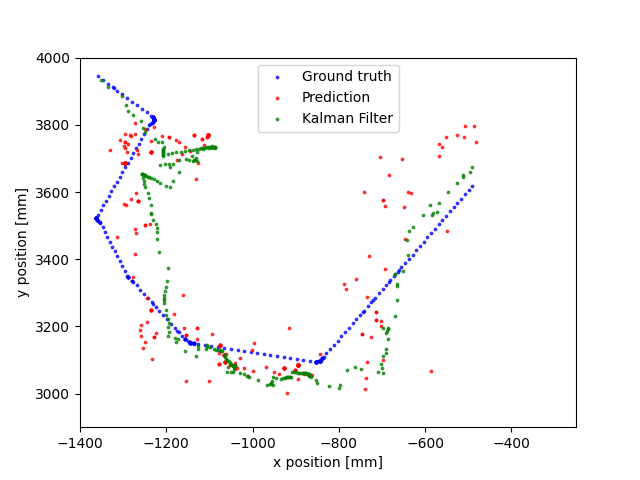 4000
3800
3600
3400
3200
3000
y position [mm]
Ground truth
Prediction
Kalman Filter
−1400 −1200 −1000 −800 −600 −400
x position [mm]